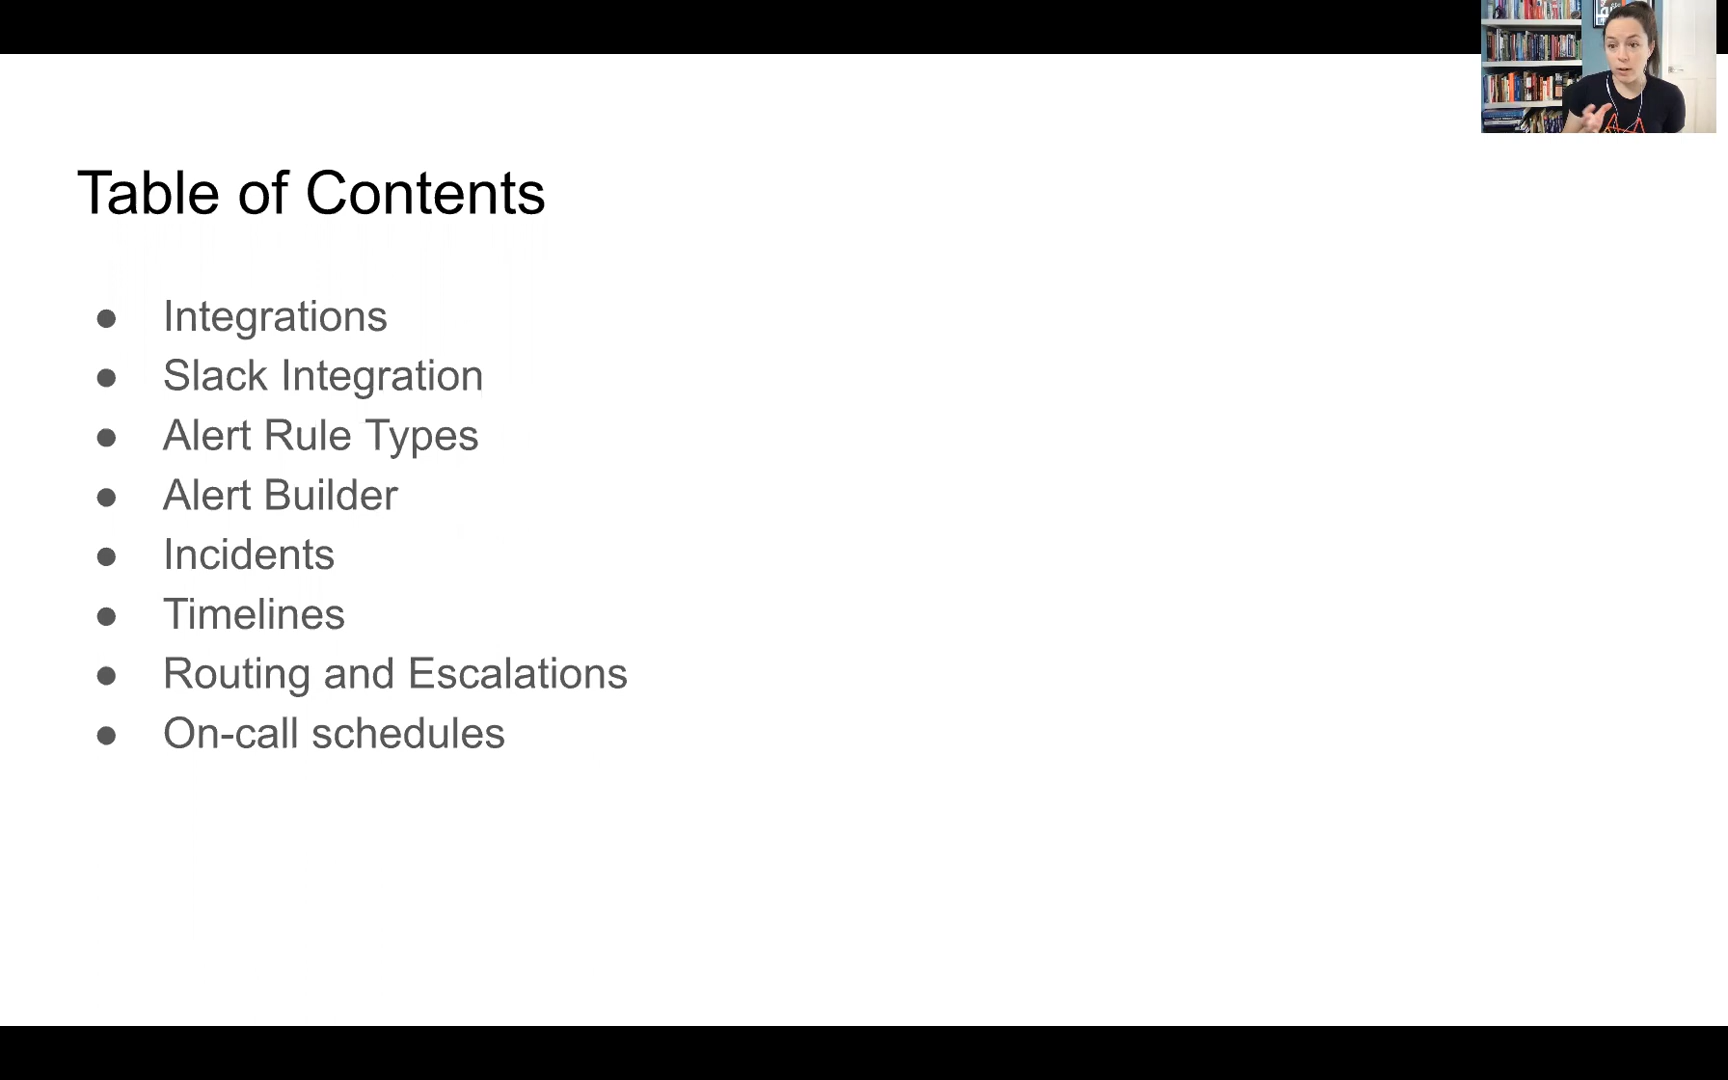 Table of Contents
● Integrations
● Slack Integration
● Alert Rule Types
● Alert Builder
● Incidents
● Timelines
● Routing and Escalations
● On-call schedules